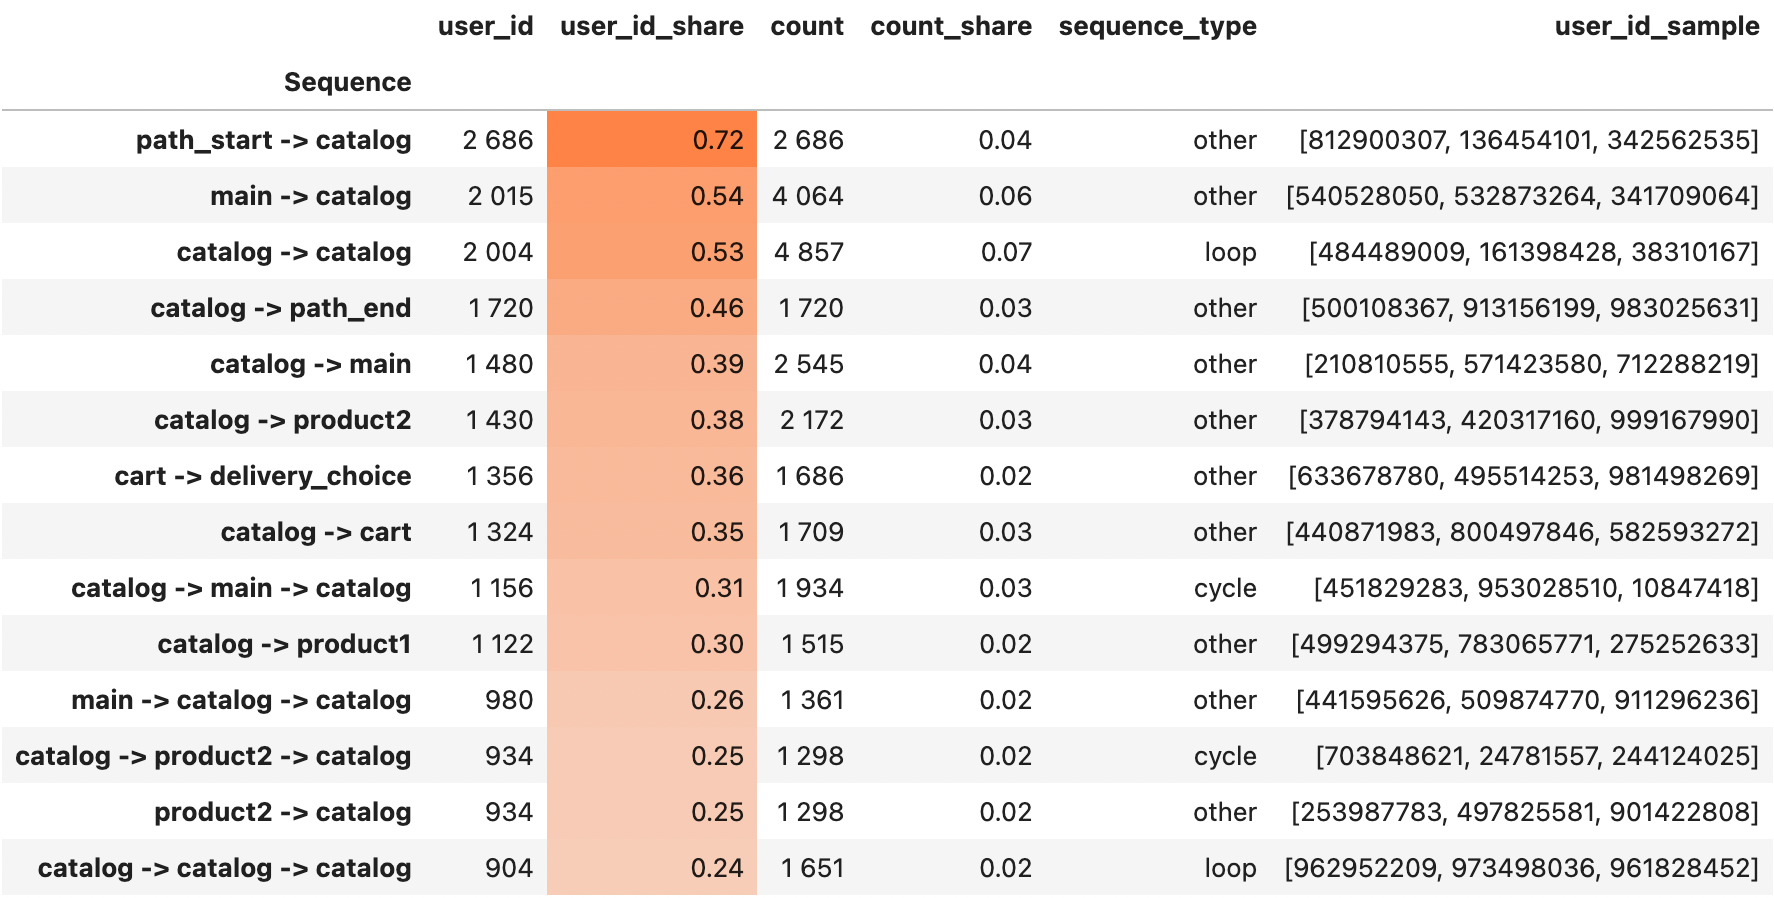 user_id user_id_share count count_share sequence_type user_id_sample
Sequence
path_start -> catalog 2 686 0.72 2 686 0.04 other [812900307, 136454101, 342562535]
main -> catalog 2 015 0.54 4 064 0.06 other [540528050, 532873264, 341709064]
catalog -> catalog 2 004 0.53 4 857 0.07 loop [484489009, 161398428, 38310167]
catalog -> path_end 1 720 0.46 1 720 0.03 other [500108367, 913156199, 983025631]
catalog -> main 1 480 0.39 2 545 0.04 other [210810555, 571423580, 712288219]
catalog -> product2 1 430 0.38 2 172 0.03 other [378794143, 420317160, 999167990]
cart -> delivery_choice 1 356 0.36 1 686 0.02 other [633678780, 495514253, 981498269]
catalog -> cart 1 324 0.35 1 709 0.03 other [440871983, 800497846, 582593272]
catalog -> main -> catalog 1 156 0.31 1 934 0.03 cycle [451829283, 953028510, 10847418]
catalog -> product1 1 122 0.30 1 515 0.02 other [499294375, 783065771, 275252633]
main -> catalog -> catalog 980 0.26 1 361 0.02 other [441595626, 509874770, 911296236]
catalog -> product2 -> catalog 934 0.25 1 298 0.02 cycle [703848621, 24781557, 244124025]
product2 -> catalog 934 0.25 1 298 0.02 other [253987783, 497825581, 901422808]
catalog -> catalog -> catalog 904 0.24 1 651 0.02 loop [962952209, 973498036, 961828452]